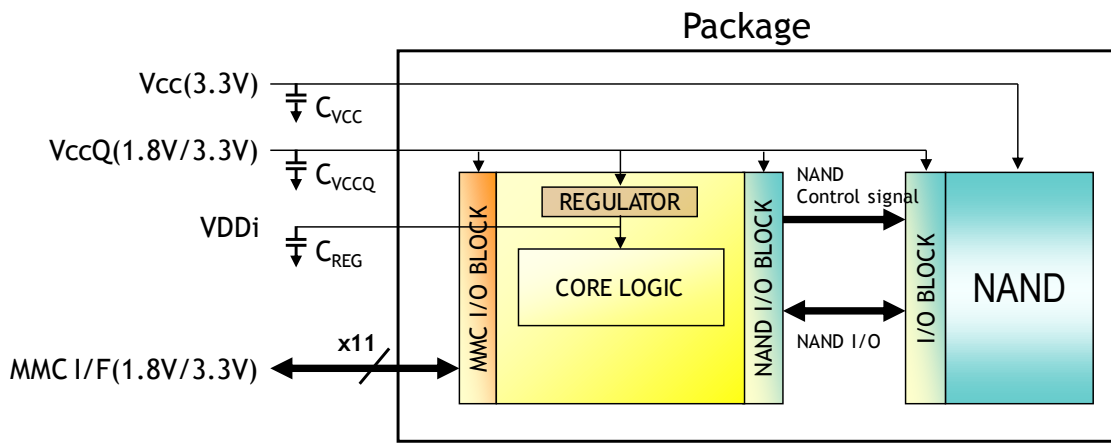 Package
Vcc(3.3V)
CVCC
VccQ(1.8V/3.3V)
CVCCQ
NAND
Control signal
REGULATOR
VDDi
CREG
MMC I/O BLOCK
CORE LOGIC
NAND I/O BLOCK
I/O BLOCK
NAND
NAND I/O
x11
MMC I/F(1.8V/3.3V)